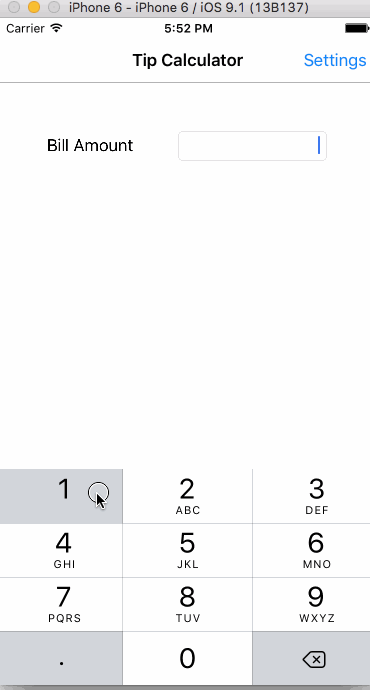 iPhone 6 - iPhone 6 / iOS 9.1 (13B137)
Carrier 5:52 PM
Tip Calculator Settings
Bill Amount
1 2 3
ABC DEF
4 5 6
GHI JKL MNO
7 8 9
PQRS TUV WXYZ
. 0